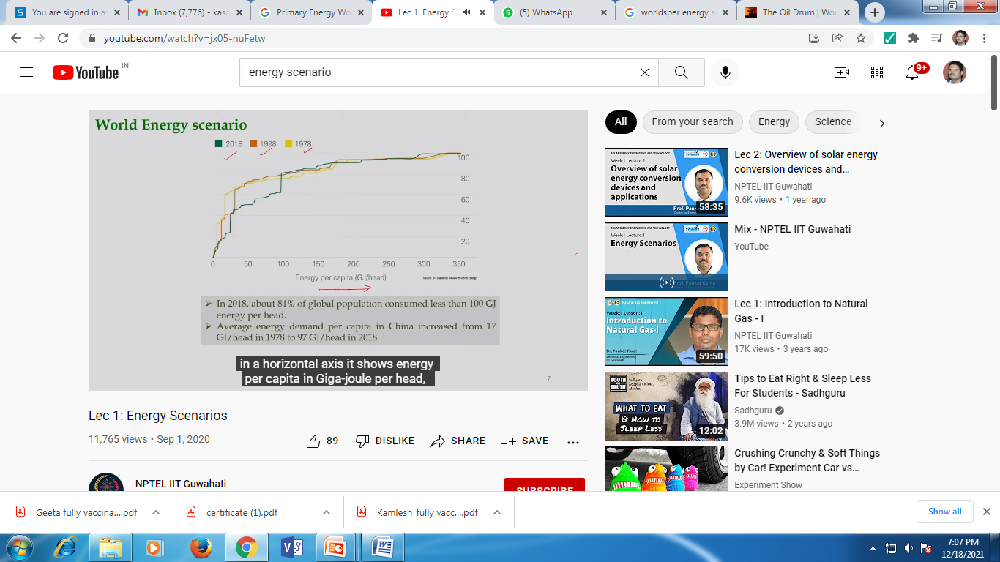 You are signed in as
Inbox (7,776) - kasc
Primary Energy Wo
Lec 1: Energy S
(5) WhatsApp
worldsper energy s
The Oil Drum | Wor
youtube.com/watch?v=jx05-nuFetw
YouTube IN
energy scenario
9+
World Energy scenario
2018 1998 1978
100
80
60
40
20
0 50 100 150 200 250 300 350
Energy per capita (GJ/head)
Source: BP Statistical Review of World Energy
➢ In 2018, about 81% of global population consumed less than 100 GJ
energy per head.
➢ Average energy demand per capita in China increased from 17
GJ/head in 1978 to 97 GJ/head in 2018.
in a horizontal axis it shows energy
per capita in Giga-joule per head,
7
Lec 1: Energy Scenarios
11,765 views • Sep 1, 2020
89 DISLIKE SHARE SAVE
NPTEL IIT Guwahati
SUBSCRIBE
All From your search Energy Science
SOLAR ENERGY ENGINEERING AND TECHNOLOGY
Week:1 Lecture:2
Overview of solar
energy conversion
devices and
applications
Prof. Pank
58:35
Lec 2: Overview of solar energy
conversion devices and…
NPTEL IIT Guwahati
9.6K views • 1 year ago
SOLAR ENERGY ENGINEERING AND TECHNOLOGY
Week:1 Lecture:1
Energy Scenarios
Prof. Pankaj Kalita
Mix - NPTEL IIT Guwahati
YouTube
Natural Gas Engineering
Week:1 Lesson:1
Introduction to
Natural Gas-I
Dr. Pankaj Tiwari
Chemical Engineering
IIT Guwahati
59:50
Lec 1: Introduction to Natural
Gas - I
NPTEL IIT Guwahati
17K views • 3 years ago
YOUTH
TRUTH
Sadhguru
WHAT TO EAT
& HOW TO
SLEEP LESS
12:02
Tips to Eat Right & Sleep Less
For Students - Sadhguru
Sadhguru
3.9M views • 2 years ago
Crushing Crunchy & Soft Things
by Car! Experiment Car vs…
Experiment Show
Geeta fully vaccina....pdf
certificate (1).pdf
Kamlesh_fully vacc....pdf
Show all
7:07 PM
12/18/2021